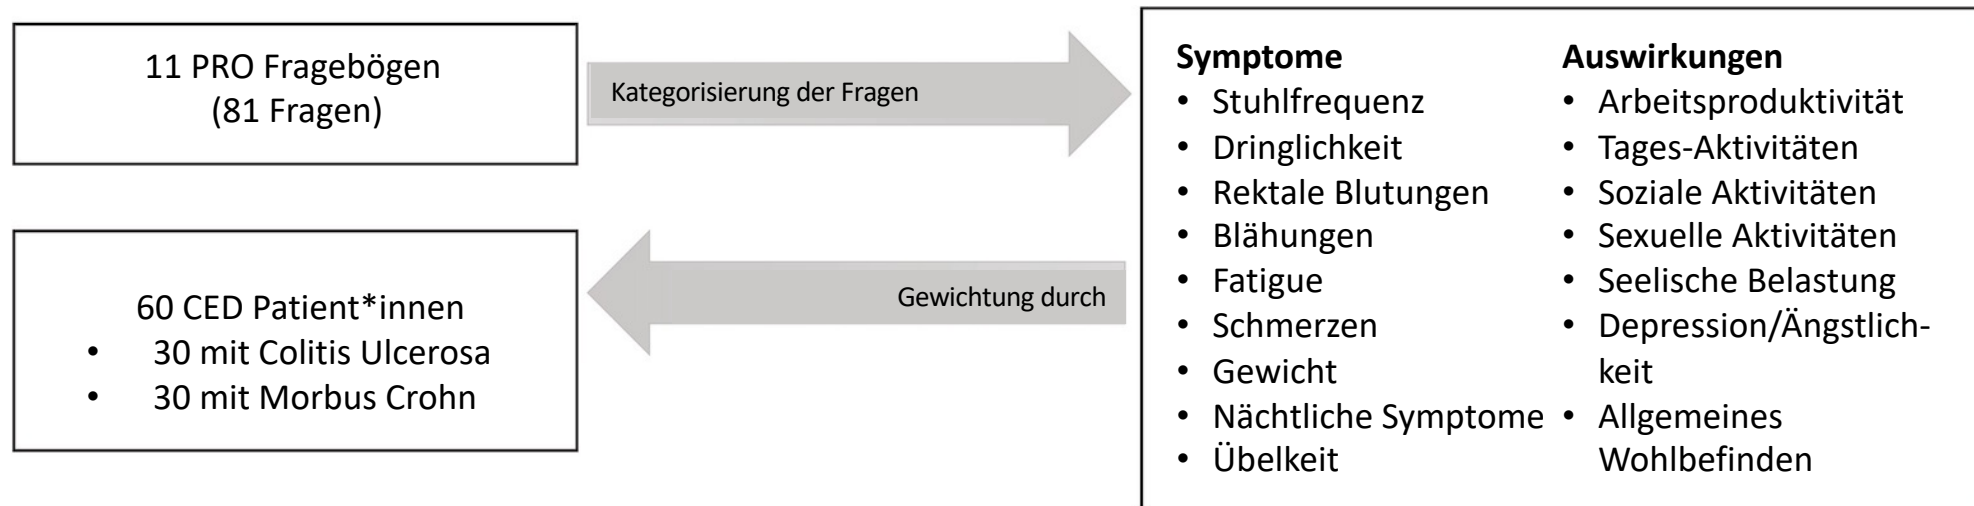 11 PRO Fragebögen
(81 Fragen)
Kategorisierung der Fragen
60 CED Patient*innen
• 30 mit Colitis Ulcerosa
• 30 mit Morbus Crohn
Gewichtung durch
Symptome
• Stuhlfrequenz
• Dringlichkeit
• Rektale Blutungen
• Blähungen
• Fatigue
• Schmerzen
• Gewicht
• Nächtliche Symptome
• Übelkeit
Auswirkungen
• Arbeitsproduktivität
• Tages-Aktivitäten
• Soziale Aktivitäten
• Sexuelle Aktivitäten
• Seelische Belastung
• Depression/Ängstlich-
keit
• Allgemeines
Wohlbefinden